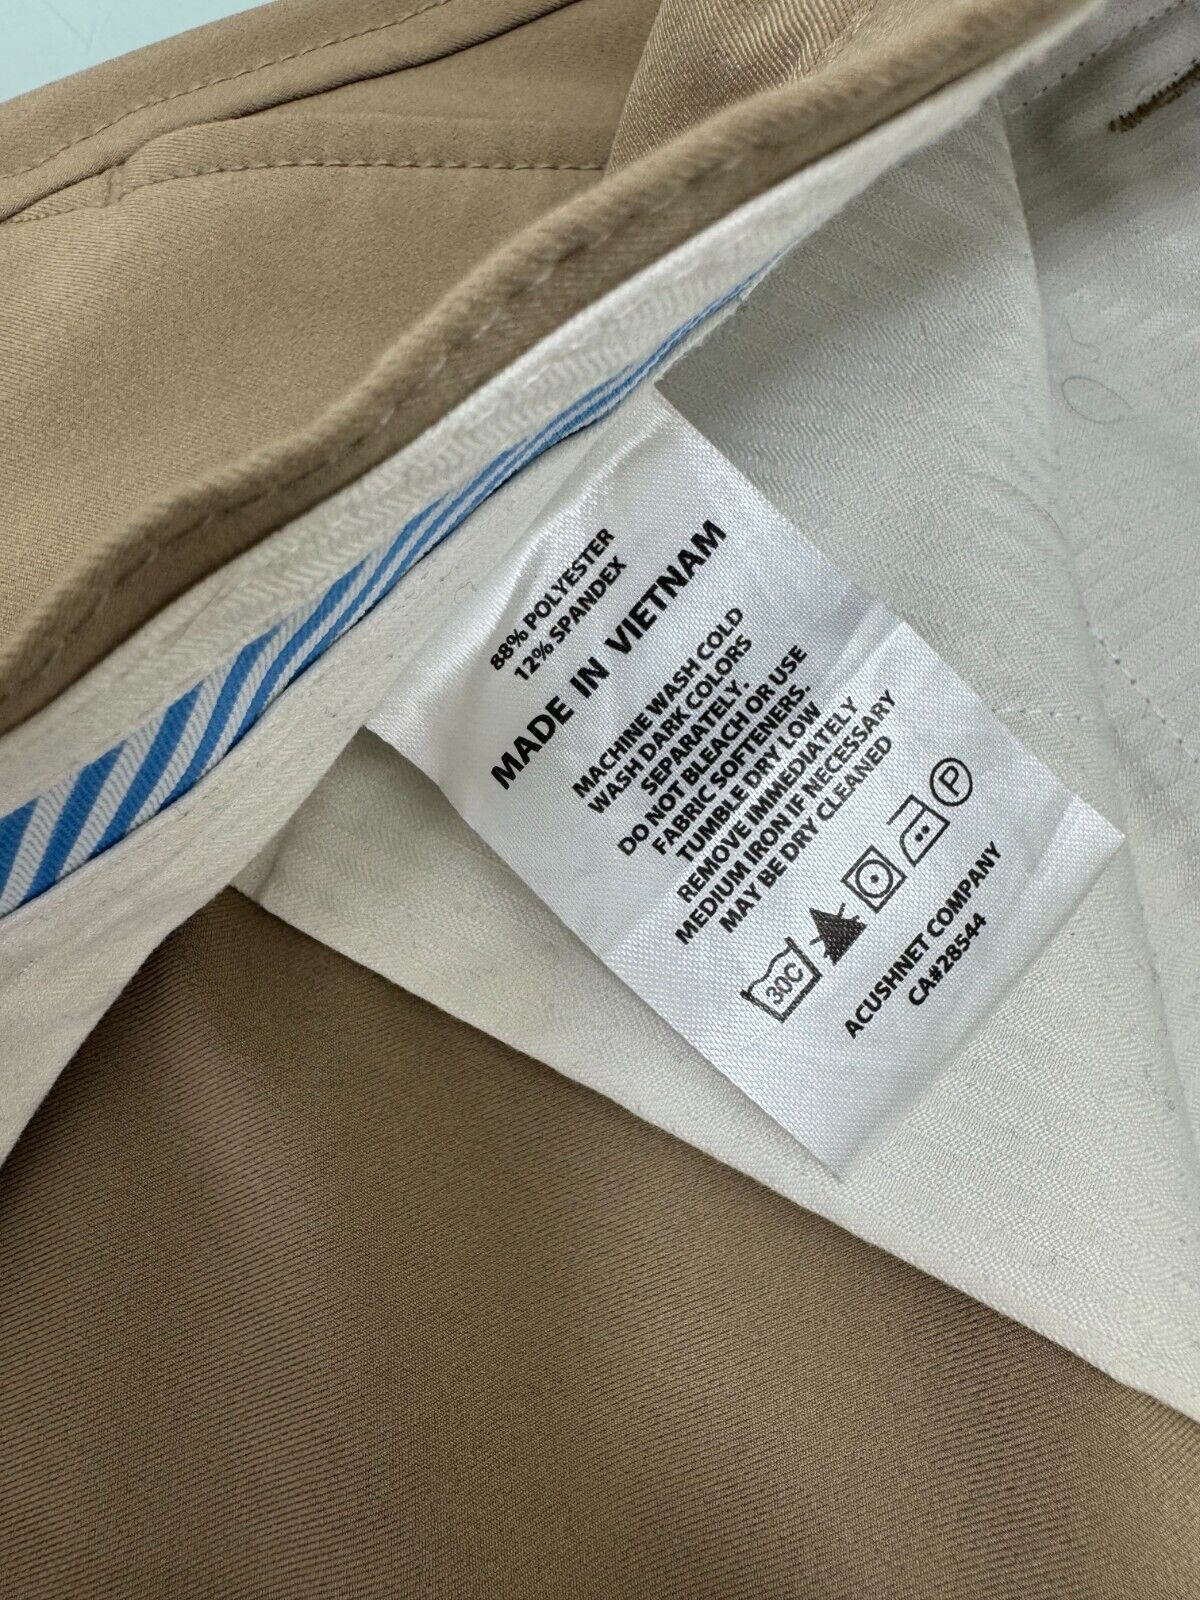 88% POLYESTER
12% SPANDEX
MADE IN VIETNAM
MACHINE WASH COLD
WASH DARK COLORS
SEPARATELY.
DO NOT BLEACH OR USE
FABRIC SOFTENERS.
TUMBLE DRY LOW
REMOVE IMMEDIATELY
MEDIUM IRON IF NECESSARY
MAY BE DRY CLEANED
30C P
ACUSHNET COMPANY
CA#28544